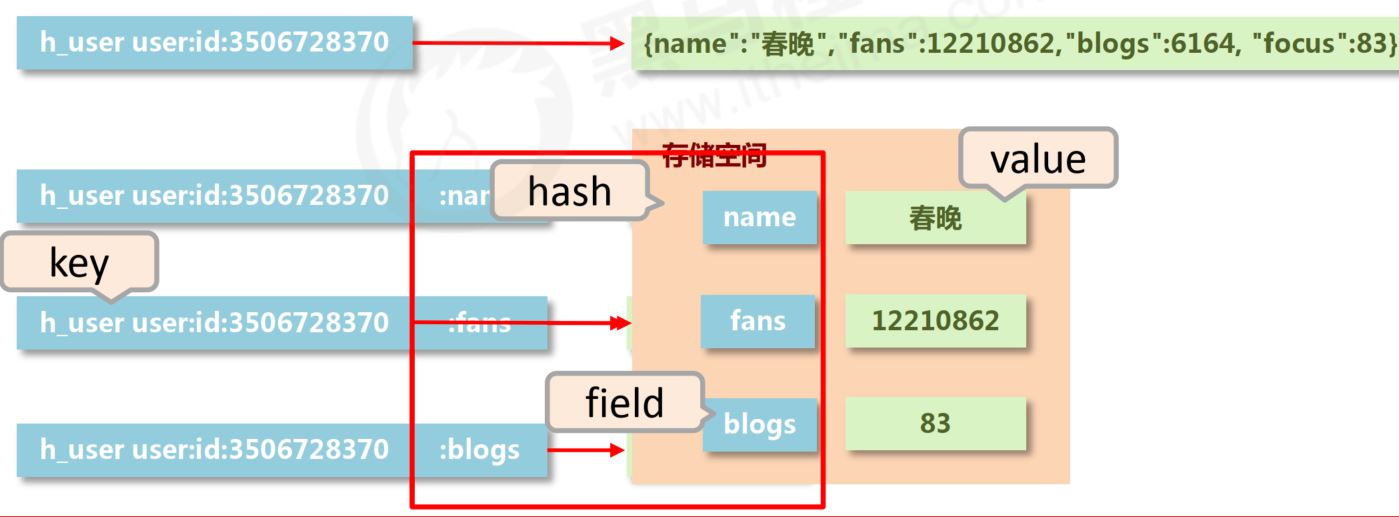 h_user user:id:3506728370
{name":"春晚","fans":12210862,"blogs":6164, "focus":83}
存储空间
value
h_user user:id:3506728370
hash
name
春晚
key
h_user user:id:3506728370 :fans
fans
12210862
field
h_user user:id:3506728370 :blogs
blogs
83